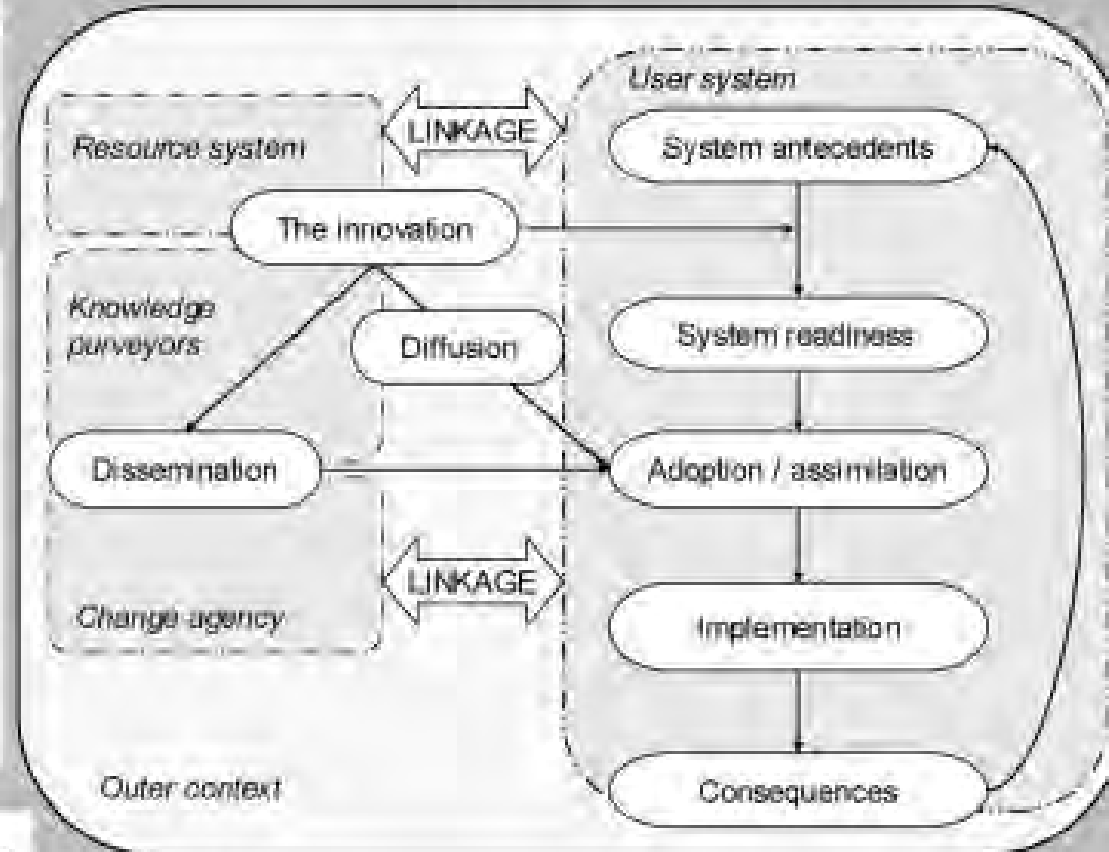 User system
LINKAGE
Resource system
System antecedents
The innovation
Knowledge
purveyors
Diffusion
System readiness
Dissemination
Adoption / assimilation
LINKAGE
Change agency
Implementation
Outer context
Consequences